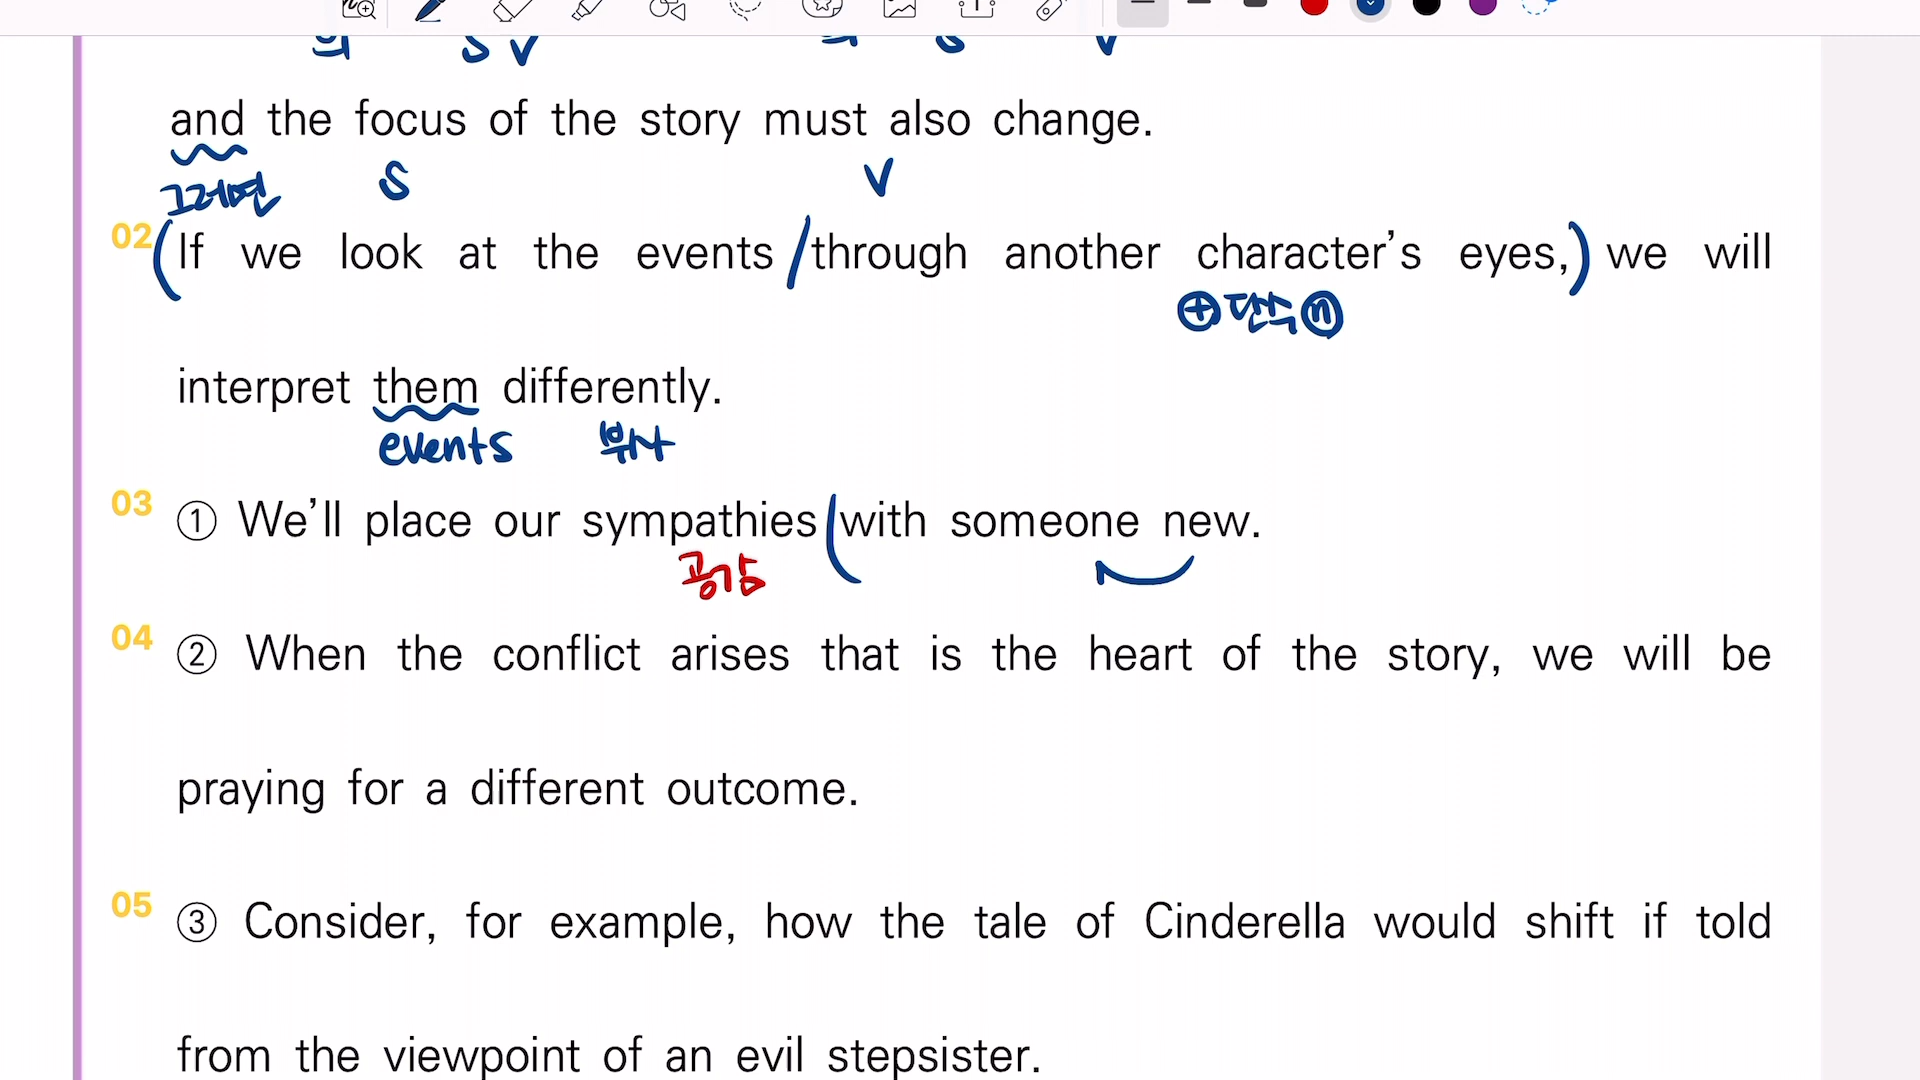 S V S V
and the focus of the story must also change.
그러면 S V
02 If we look at the events / through another character's eyes, we will
+ 단수 n
interpret them differently.
events 부사
03 ① We'll place our sympathies with someone new.
공감
04 ② When the conflict arises that is the heart of the story, we will be
praying for a different outcome.
05 ③ Consider, for example, how the tale of Cinderella would shift if told
from the viewpoint of an evil stepsister.